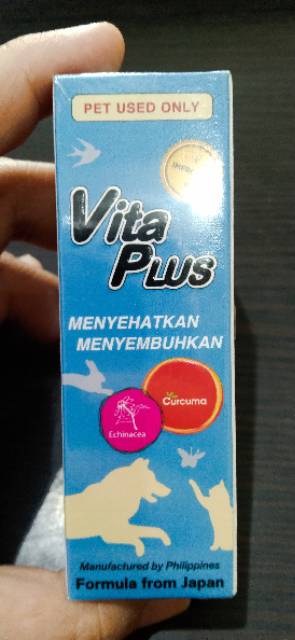 PET USED ONLY
Vita
Plus
MENYEHATKAN
MENYEMBUHKAN
Curcuma
Echinacea
Manufactured by Philippines
Formula from Japan